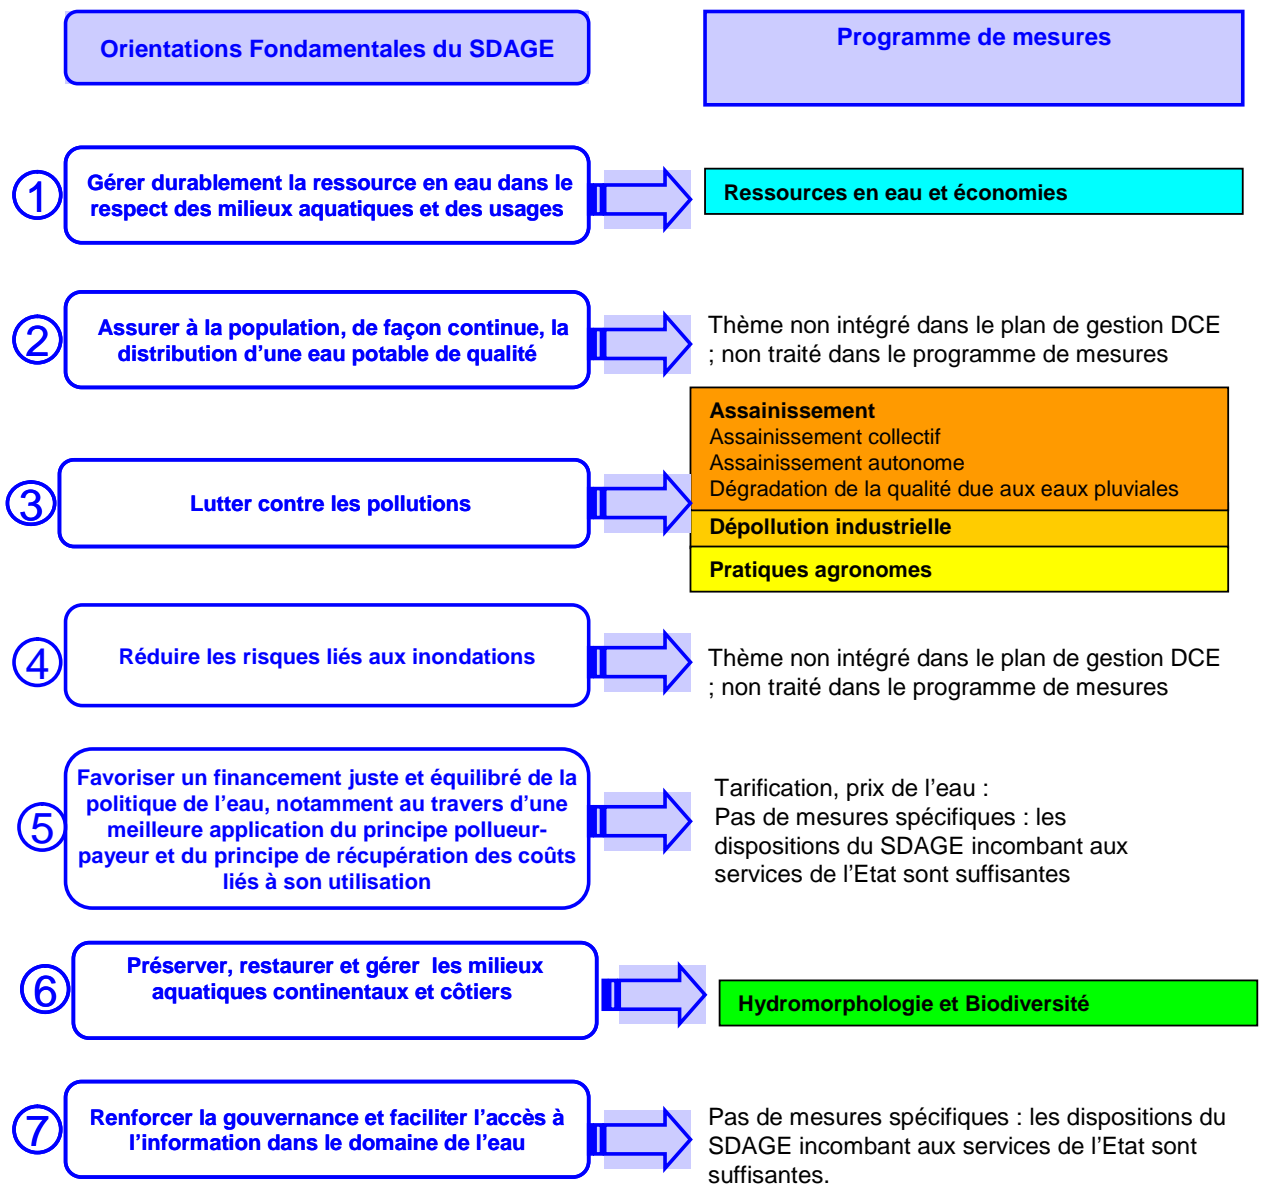 Orientations Fondamentales du SDAGE
Programme de mesures
1
Gérer durablement la ressource en eau dans le
respect des milieux aquatiques et des usages
Ressources en eau et économies
2
Assurer à la population, de façon continue, la
distribution d’une eau potable de qualité
Thème non intégré dans le plan de gestion DCE
; non traité dans le programme de mesures
3
Lutter contre les pollutions
Assainissement
Assainissement collectif
Assainissement autonome
Dégradation de la qualité due aux eaux pluviales
Dépollution industrielle
Pratiques agronomes
4
Réduire les risques liés aux inondations
Thème non intégré dans le plan de gestion DCE
; non traité dans le programme de mesures
5
Favoriser un financement juste et équilibré de la
politique de l’eau, notamment au travers d’une
meilleure application du principe pollueur-
payeur et du principe de récupération des coûts
liés à son utilisation
Tarification, prix de l’eau :
Pas de mesures spécifiques : les
dispositions du SDAGE incombant aux
services de l’Etat sont suffisantes
6
Préserver, restaurer et gérer les milieux
aquatiques continentaux et côtiers
Hydromorphologie et Biodiversité
7
Renforcer la gouvernance et faciliter l’accès à
l’information dans le domaine de l’eau
Pas de mesures spécifiques : les dispositions du
SDAGE incombant aux services de l’Etat sont
suffisantes.